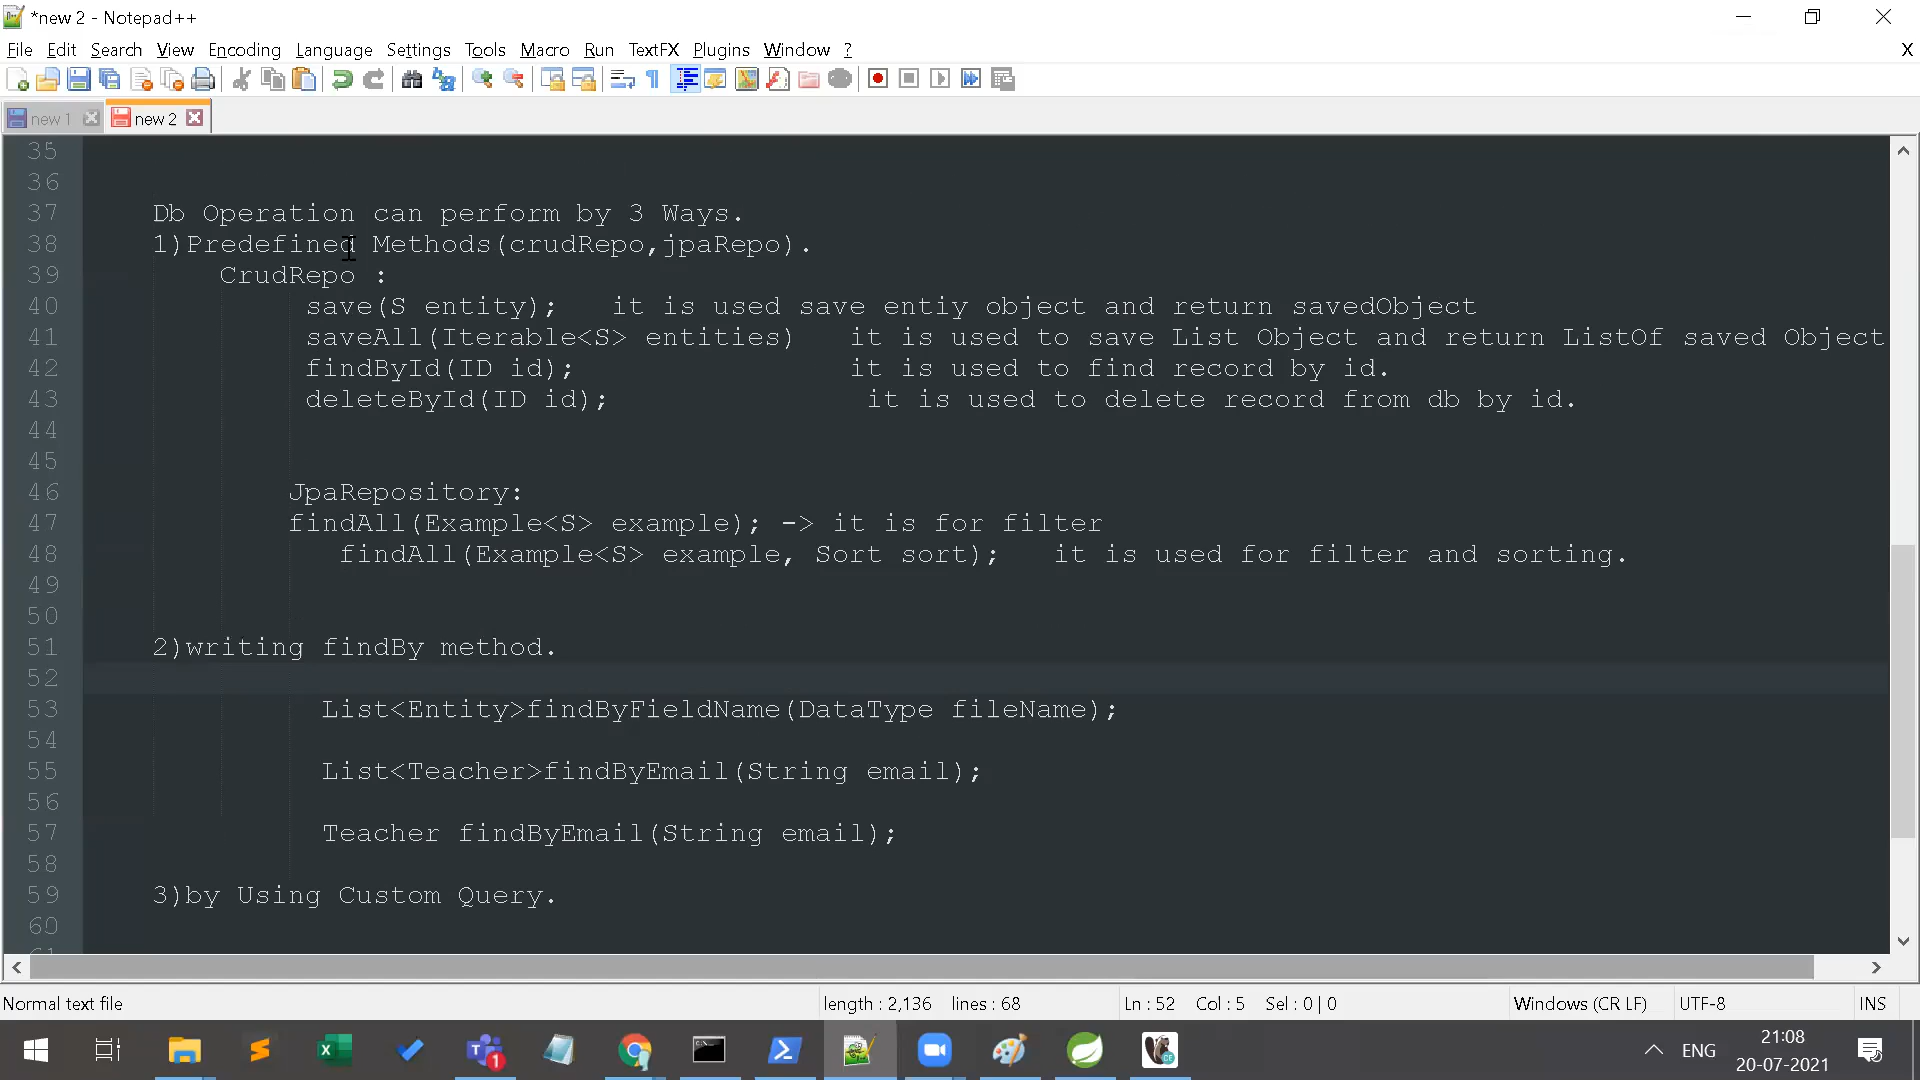 *new 2 - Notepad++
File Edit Search View Encoding Language Settings Tools Macro Run TextFX Plugins Window ? X
new 1 new 2
35
36
37 Db Operation can perform by 3 Ways.
38 1)Predefined Methods(crudRepo,jpaRepo).
39 CrudRepo :
40 save(S entity); it is used save entiy object and return savedObject
41 saveAll(Iterable<S> entities) it is used to save List Object and return ListOf saved Object
42 findById(ID id); it is used to find record by id.
43 deleteById(ID id); it is used to delete record from db by id.
44
45
46 JpaRepository:
47 findAll(Example<S> example); -> it is for filter
48 findAll(Example<S> example, Sort sort); it is used for filter and sorting.
49
50
51 2)writing findBy method.
52
53 List<Entity>findByFieldName(DataType fileName);
54
55 List<Teacher>findByEmail(String email);
56
57 Teacher findByEmail(String email);
58
59 3)by Using Custom Query.
60
61
Normal text file length : 2,136 lines : 68 Ln : 52 Col : 5 Sel : 0 | 0 Windows (CR LF) UTF-8 INS
1 ENG 21:08
20-07-2021